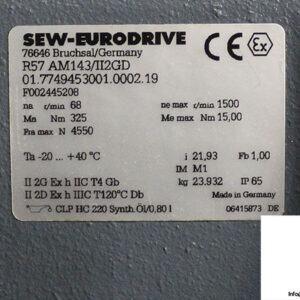 SEW-EURODRIVE
76646 Bruchsal/Germany
R57 AM143/II2GD
01.7749453001.0002.19
F002445208
na r/min 68 ne max r/min 1500
Ma Nm 325 Me max Nm 15,00
Fra max N 4550
Ta -20 ... +40°C i 21,93 Fb 1,00
IM M1
II 2G Ex h IIC T4 Gb kg 23.932 IP 65
II 2D Ex h IIIC T120°C Db Made in Germany
CLP HC 220 Synth.Öl/0,80 l 06415873 DE
CE Ex